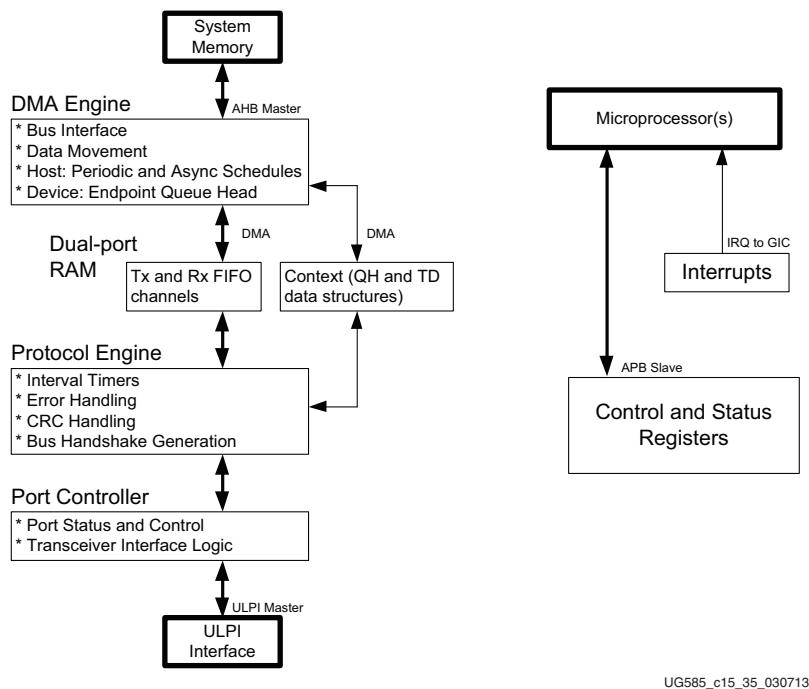 System
Memory
DMA Engine
AHB Master
* Bus Interface
* Data Movement
* Host: Periodic and Async Schedules
* Device: Endpoint Queue Head
Dual-port
RAM
DMA
DMA
Tx and Rx FIFO
channels
Context (QH and TD
data structures)
Protocol Engine
* Interval Timers
* Error Handling
* CRC Handling
* Bus Handshake Generation
Port Controller
* Port Status and Control
* Transceiver Interface Logic
ULPI Master
ULPI
Interface
Microprocessor(s)
IRQ to GIC
Interrupts
APB Slave
Control and Status
Registers
UG585_c15_35_030713